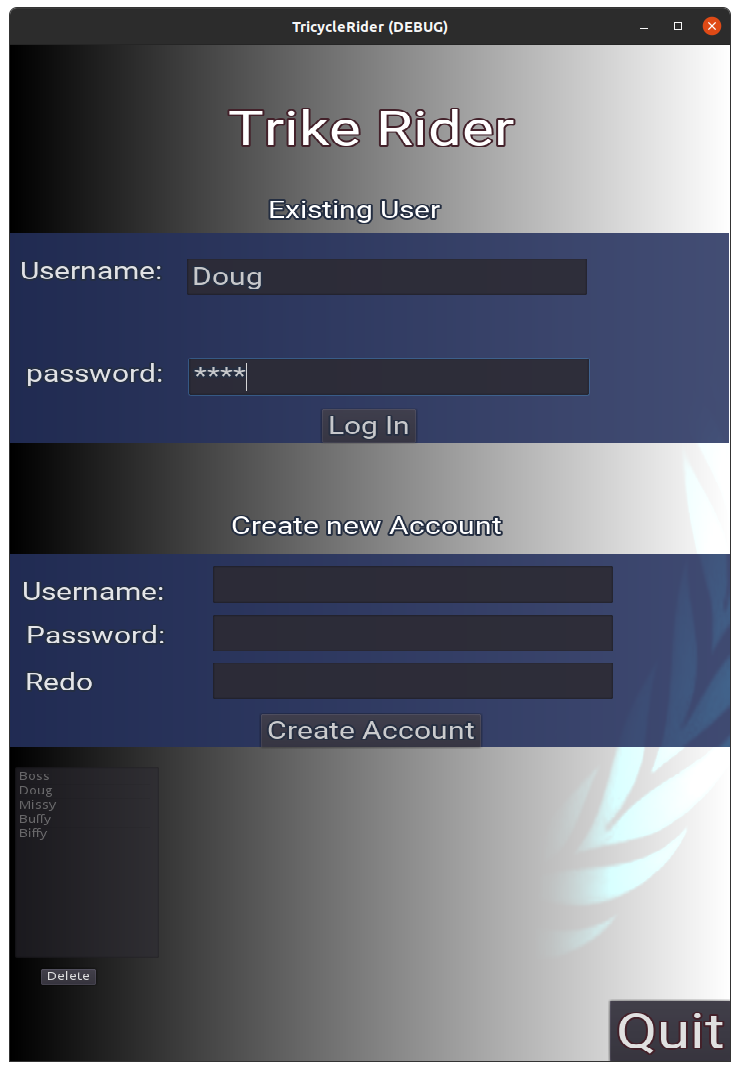 TricycleRider (DEBUG)
Trike Rider
Existing User
Username: Doug
password: ****
Log In
Create new Account
Username:
Password:
Redo
Create Account
Boss
Doug
Missy
Buffy
Biffy
Delete
Quit